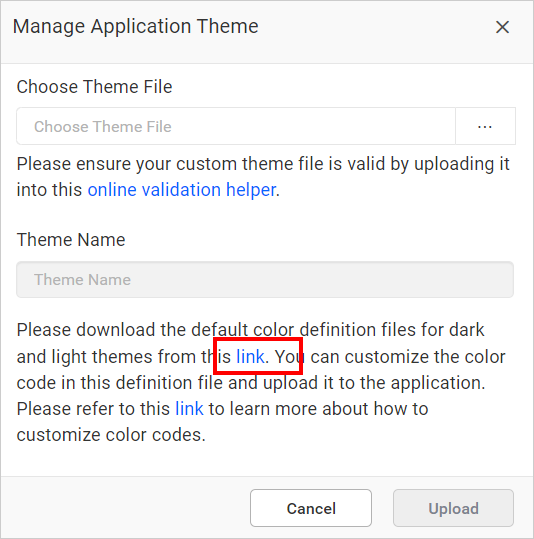 Manage Application Theme
Choose Theme File
Choose Theme File
...
Please ensure your custom theme file is valid by uploading it
into this online validation helper.
Theme Name
Theme Name
Please download the default color definition files for dark
and light themes from this link. You can customize the color
code in this definition file and upload it to the application.
Please refer to this link to learn more about how to
customize color codes.
Cancel
Upload